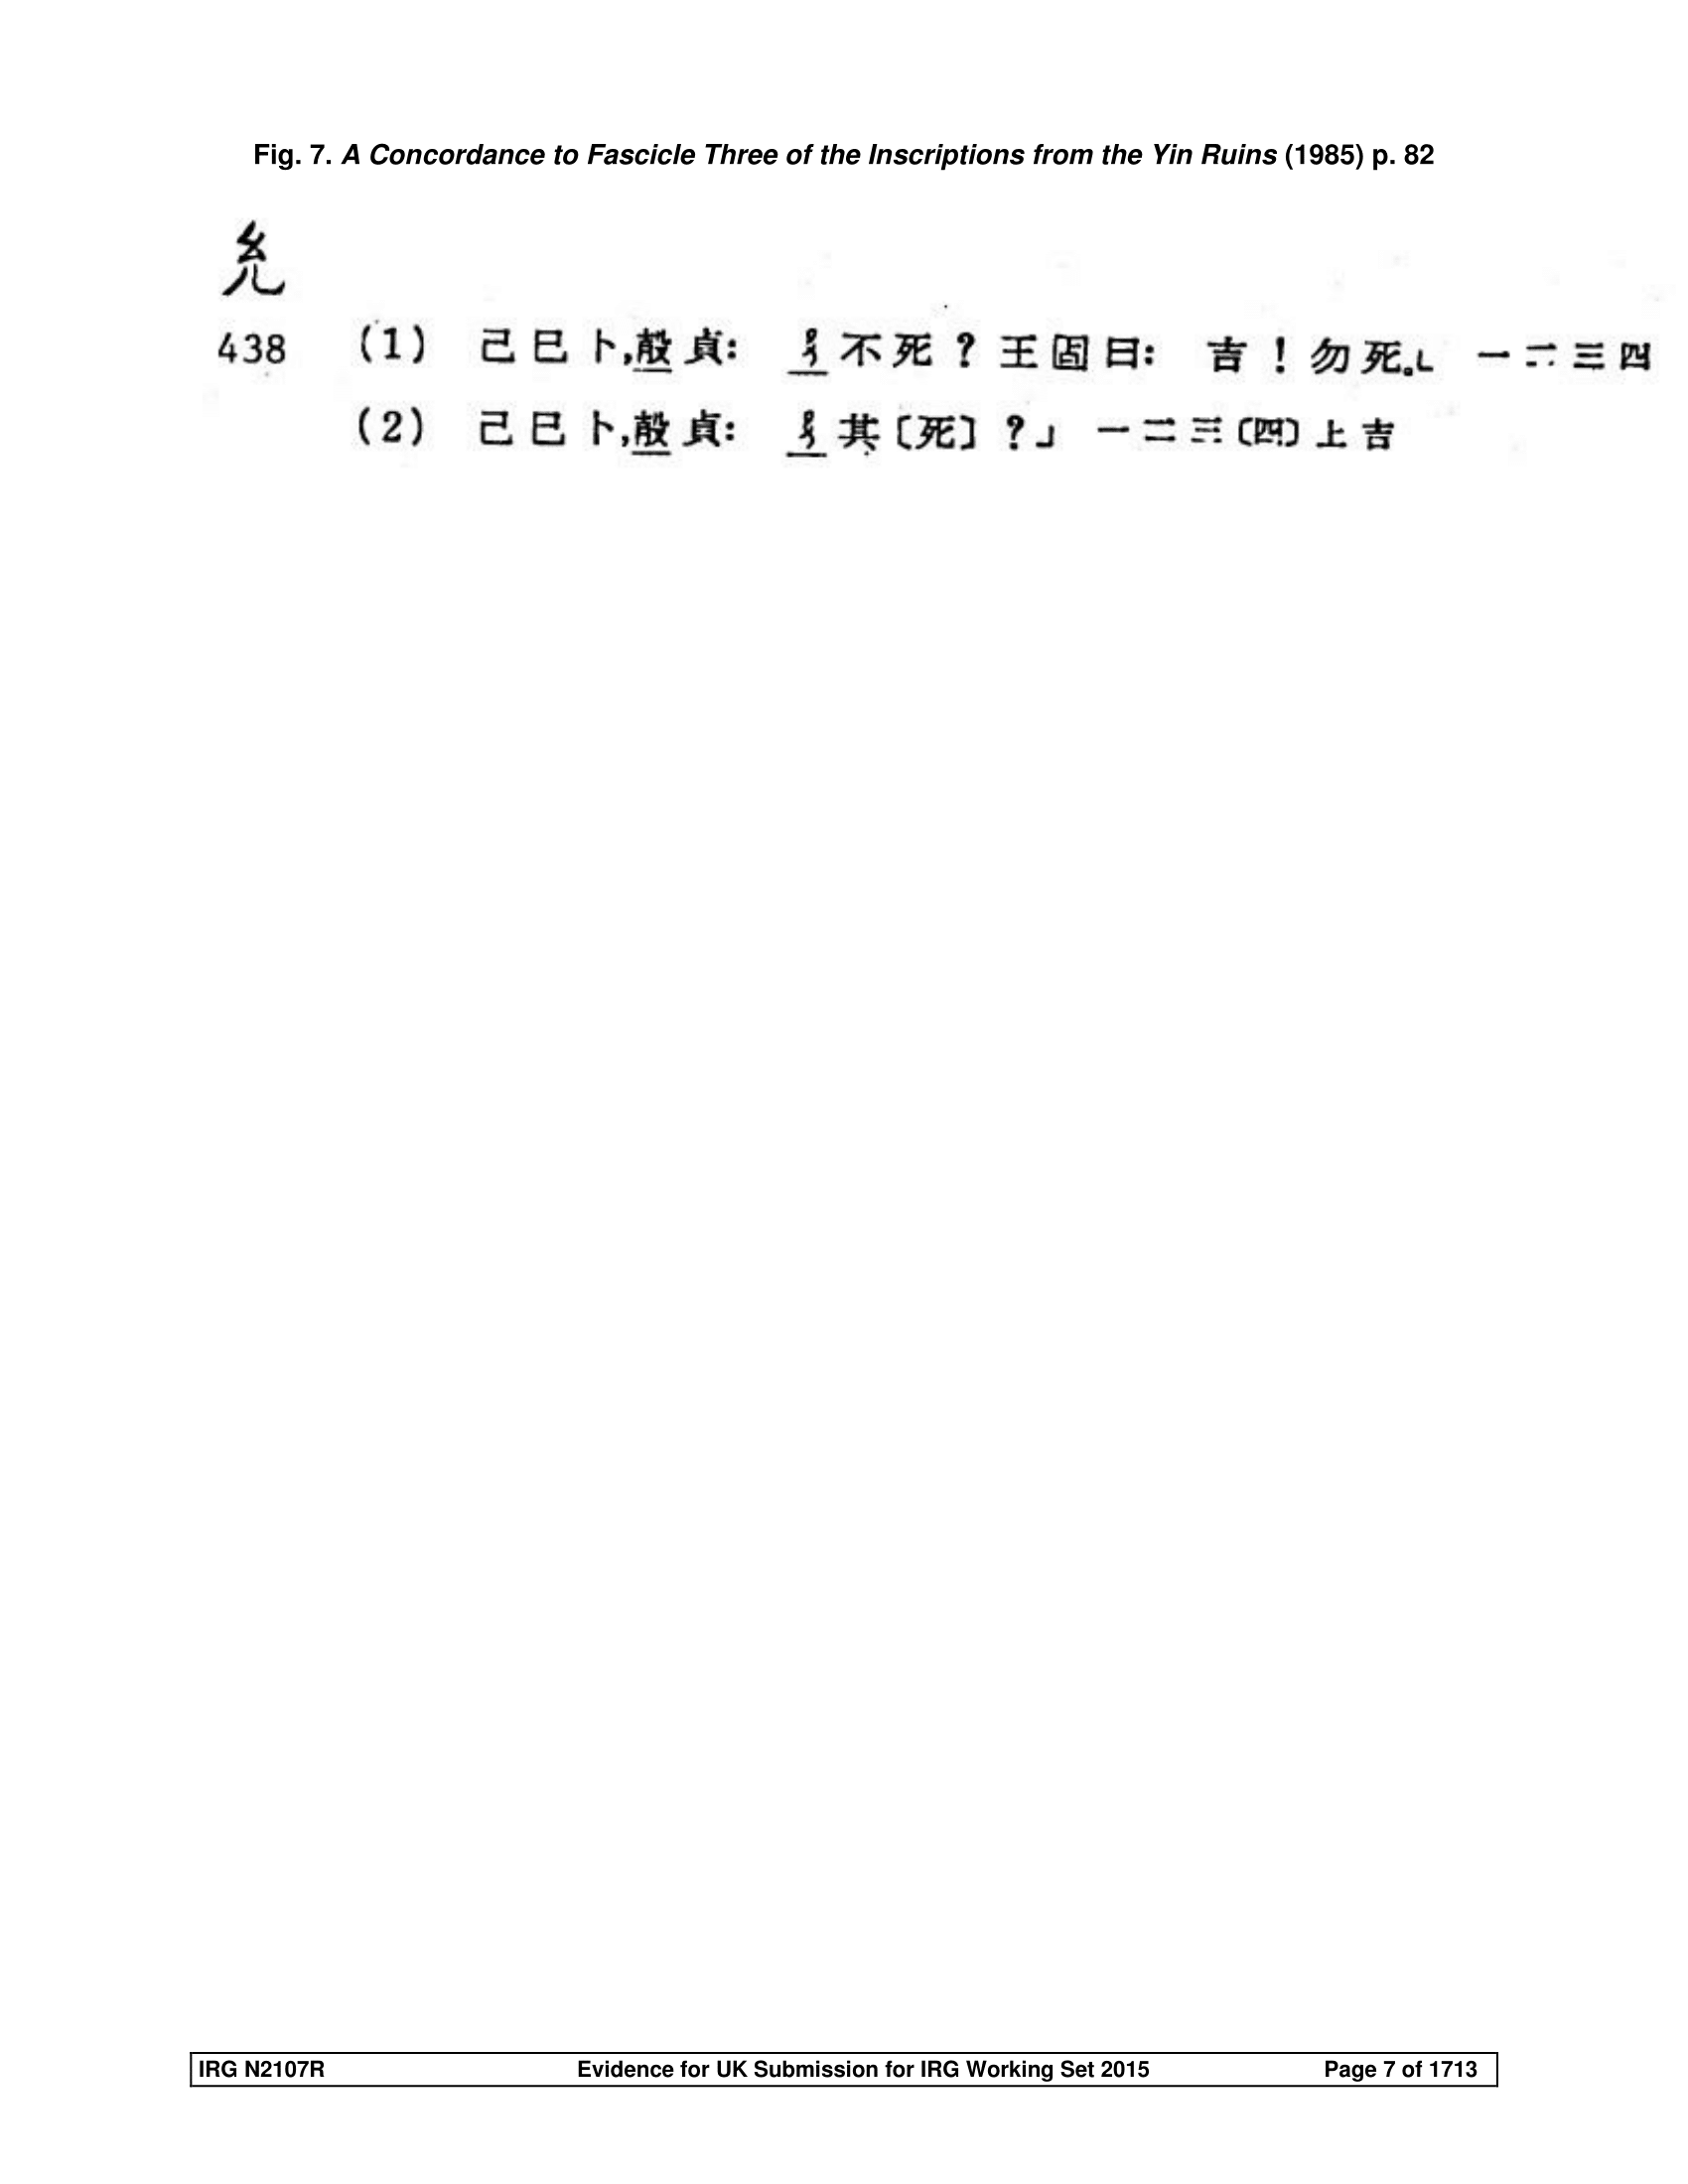 Fig. 7. A Concordance to Fascicle Three of the Inscriptions from the Yin Ruins (1985) p. 82
438 (1) 己巳卜,㱿貞: 不死?王固曰: 吉!勿死。 一二三四
(2) 己巳卜,㱿貞: 其〔死〕?」 一二三〔四〕上吉
IRG N2107R Evidence for UK Submission for IRG Working Set 2015 Page 7 of 1713